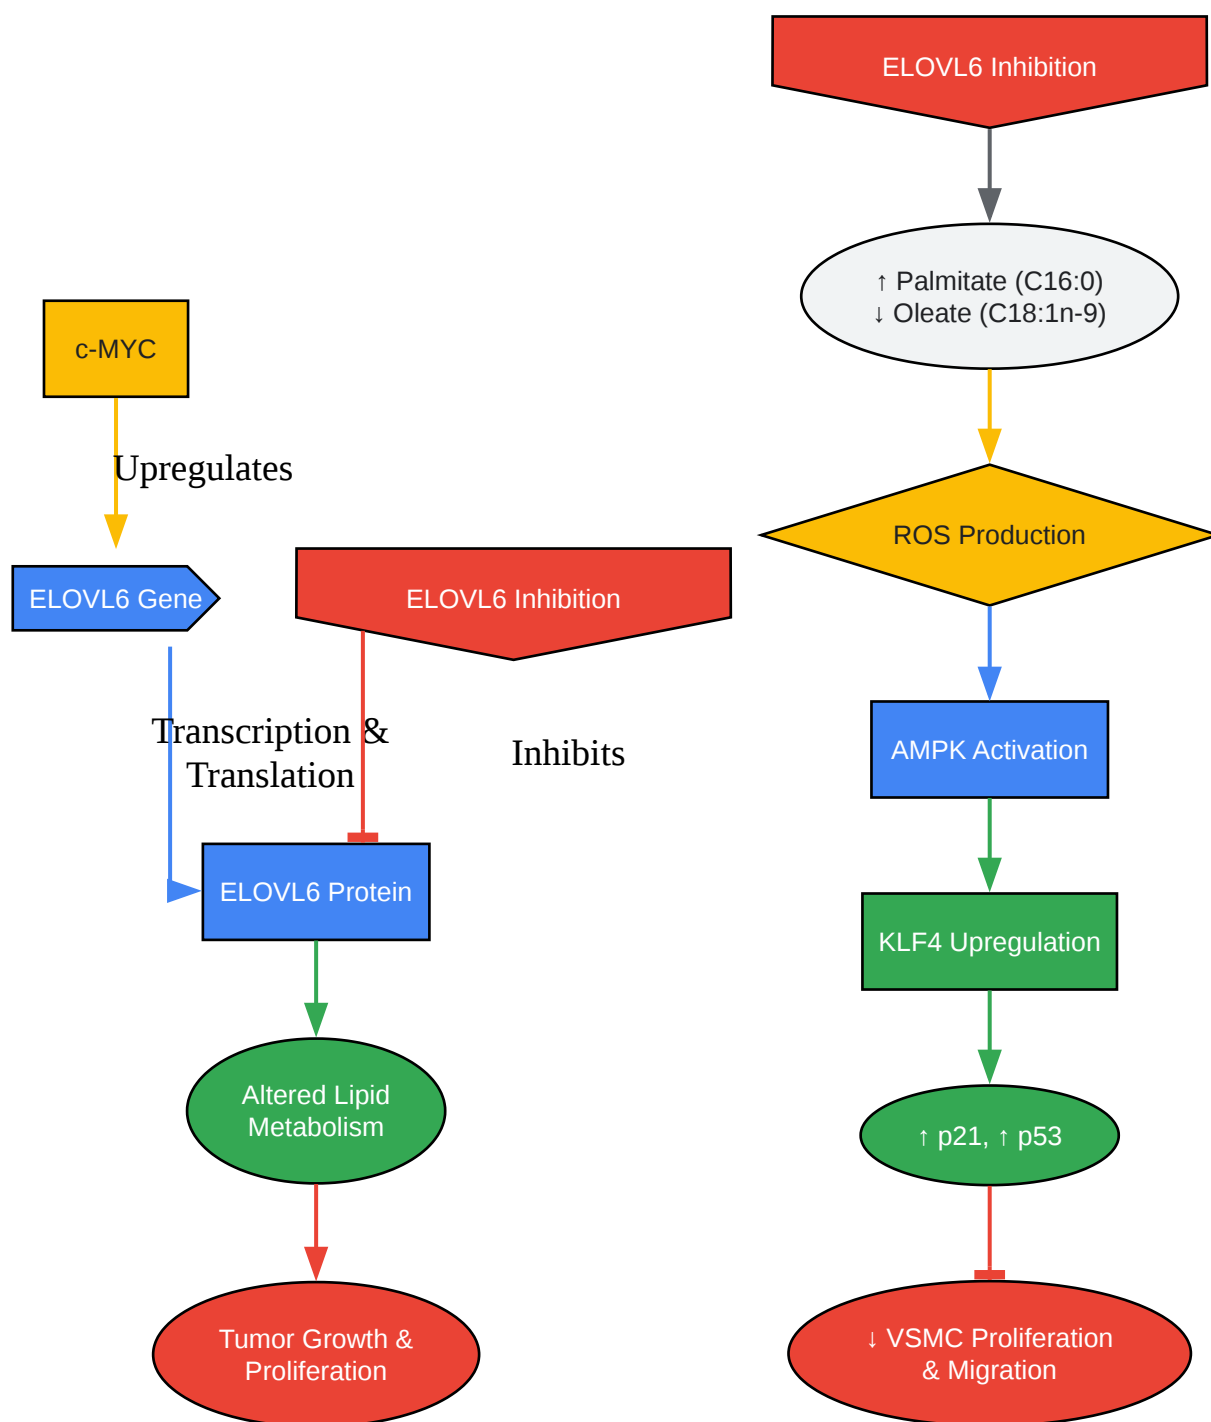 ELOVL6 Inhibition
↑ Palmitate (C16:0)
↓ Oleate (C18:1n-9)
c-MYC
Upregulates
ROS Production
ELOVL6 Gene
ELOVL6 Inhibition
Transcription &
Translation
Inhibits
AMPK Activation
ELOVL6 Protein
KLF4 Upregulation
Altered Lipid
Metabolism
↑ p21, ↑ p53
Tumor Growth &
Proliferation
↓ VSMC Proliferation
& Migration